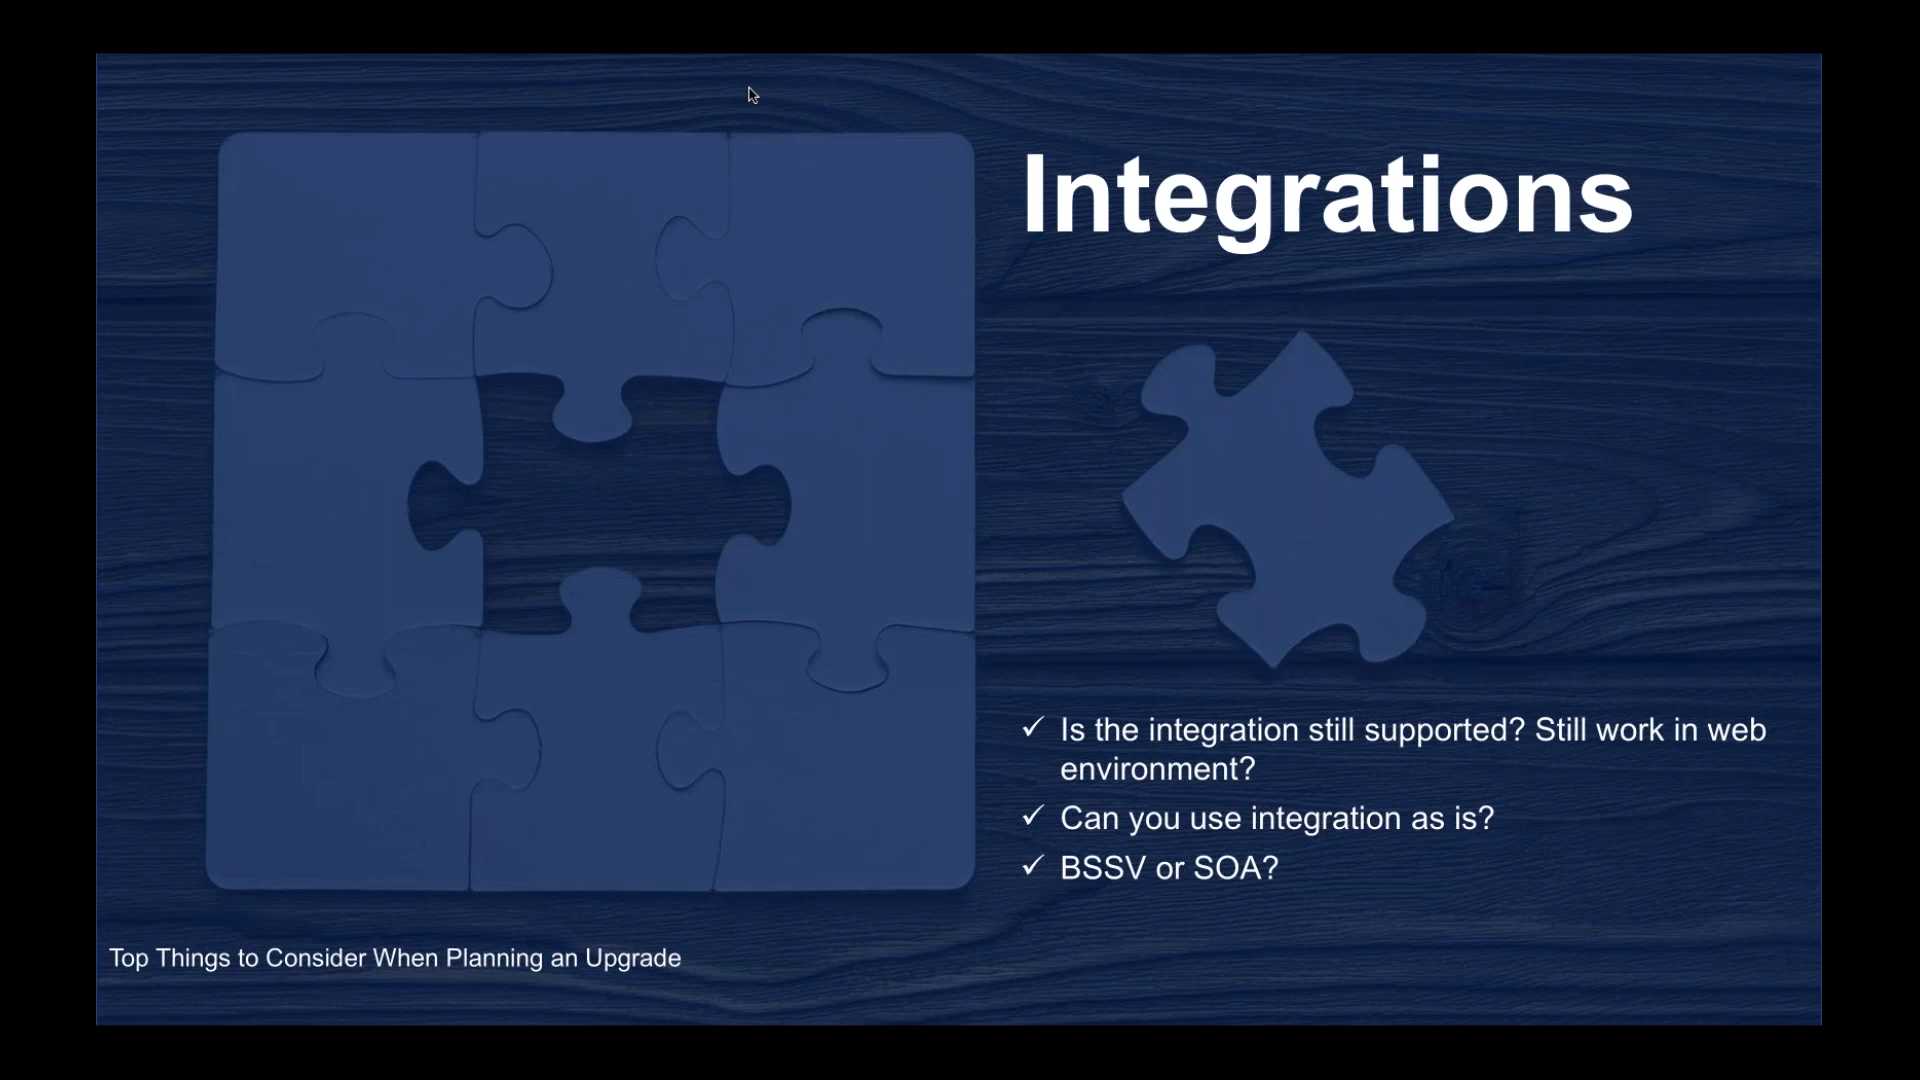 Integrations
✓ Is the integration still supported? Still work in web
environment?
✓ Can you use integration as is?
✓ BSSV or SOA?
Top Things to Consider When Planning an Upgrade